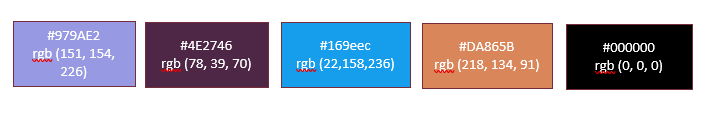 #979AE2
rgb (151, 154,
226)
#4E2746
rgb (78, 39, 70)
#169eec
rgb (22,158,236)
#DA865B
rgb (218, 134, 91)
#000000
rgb (0, 0, 0)